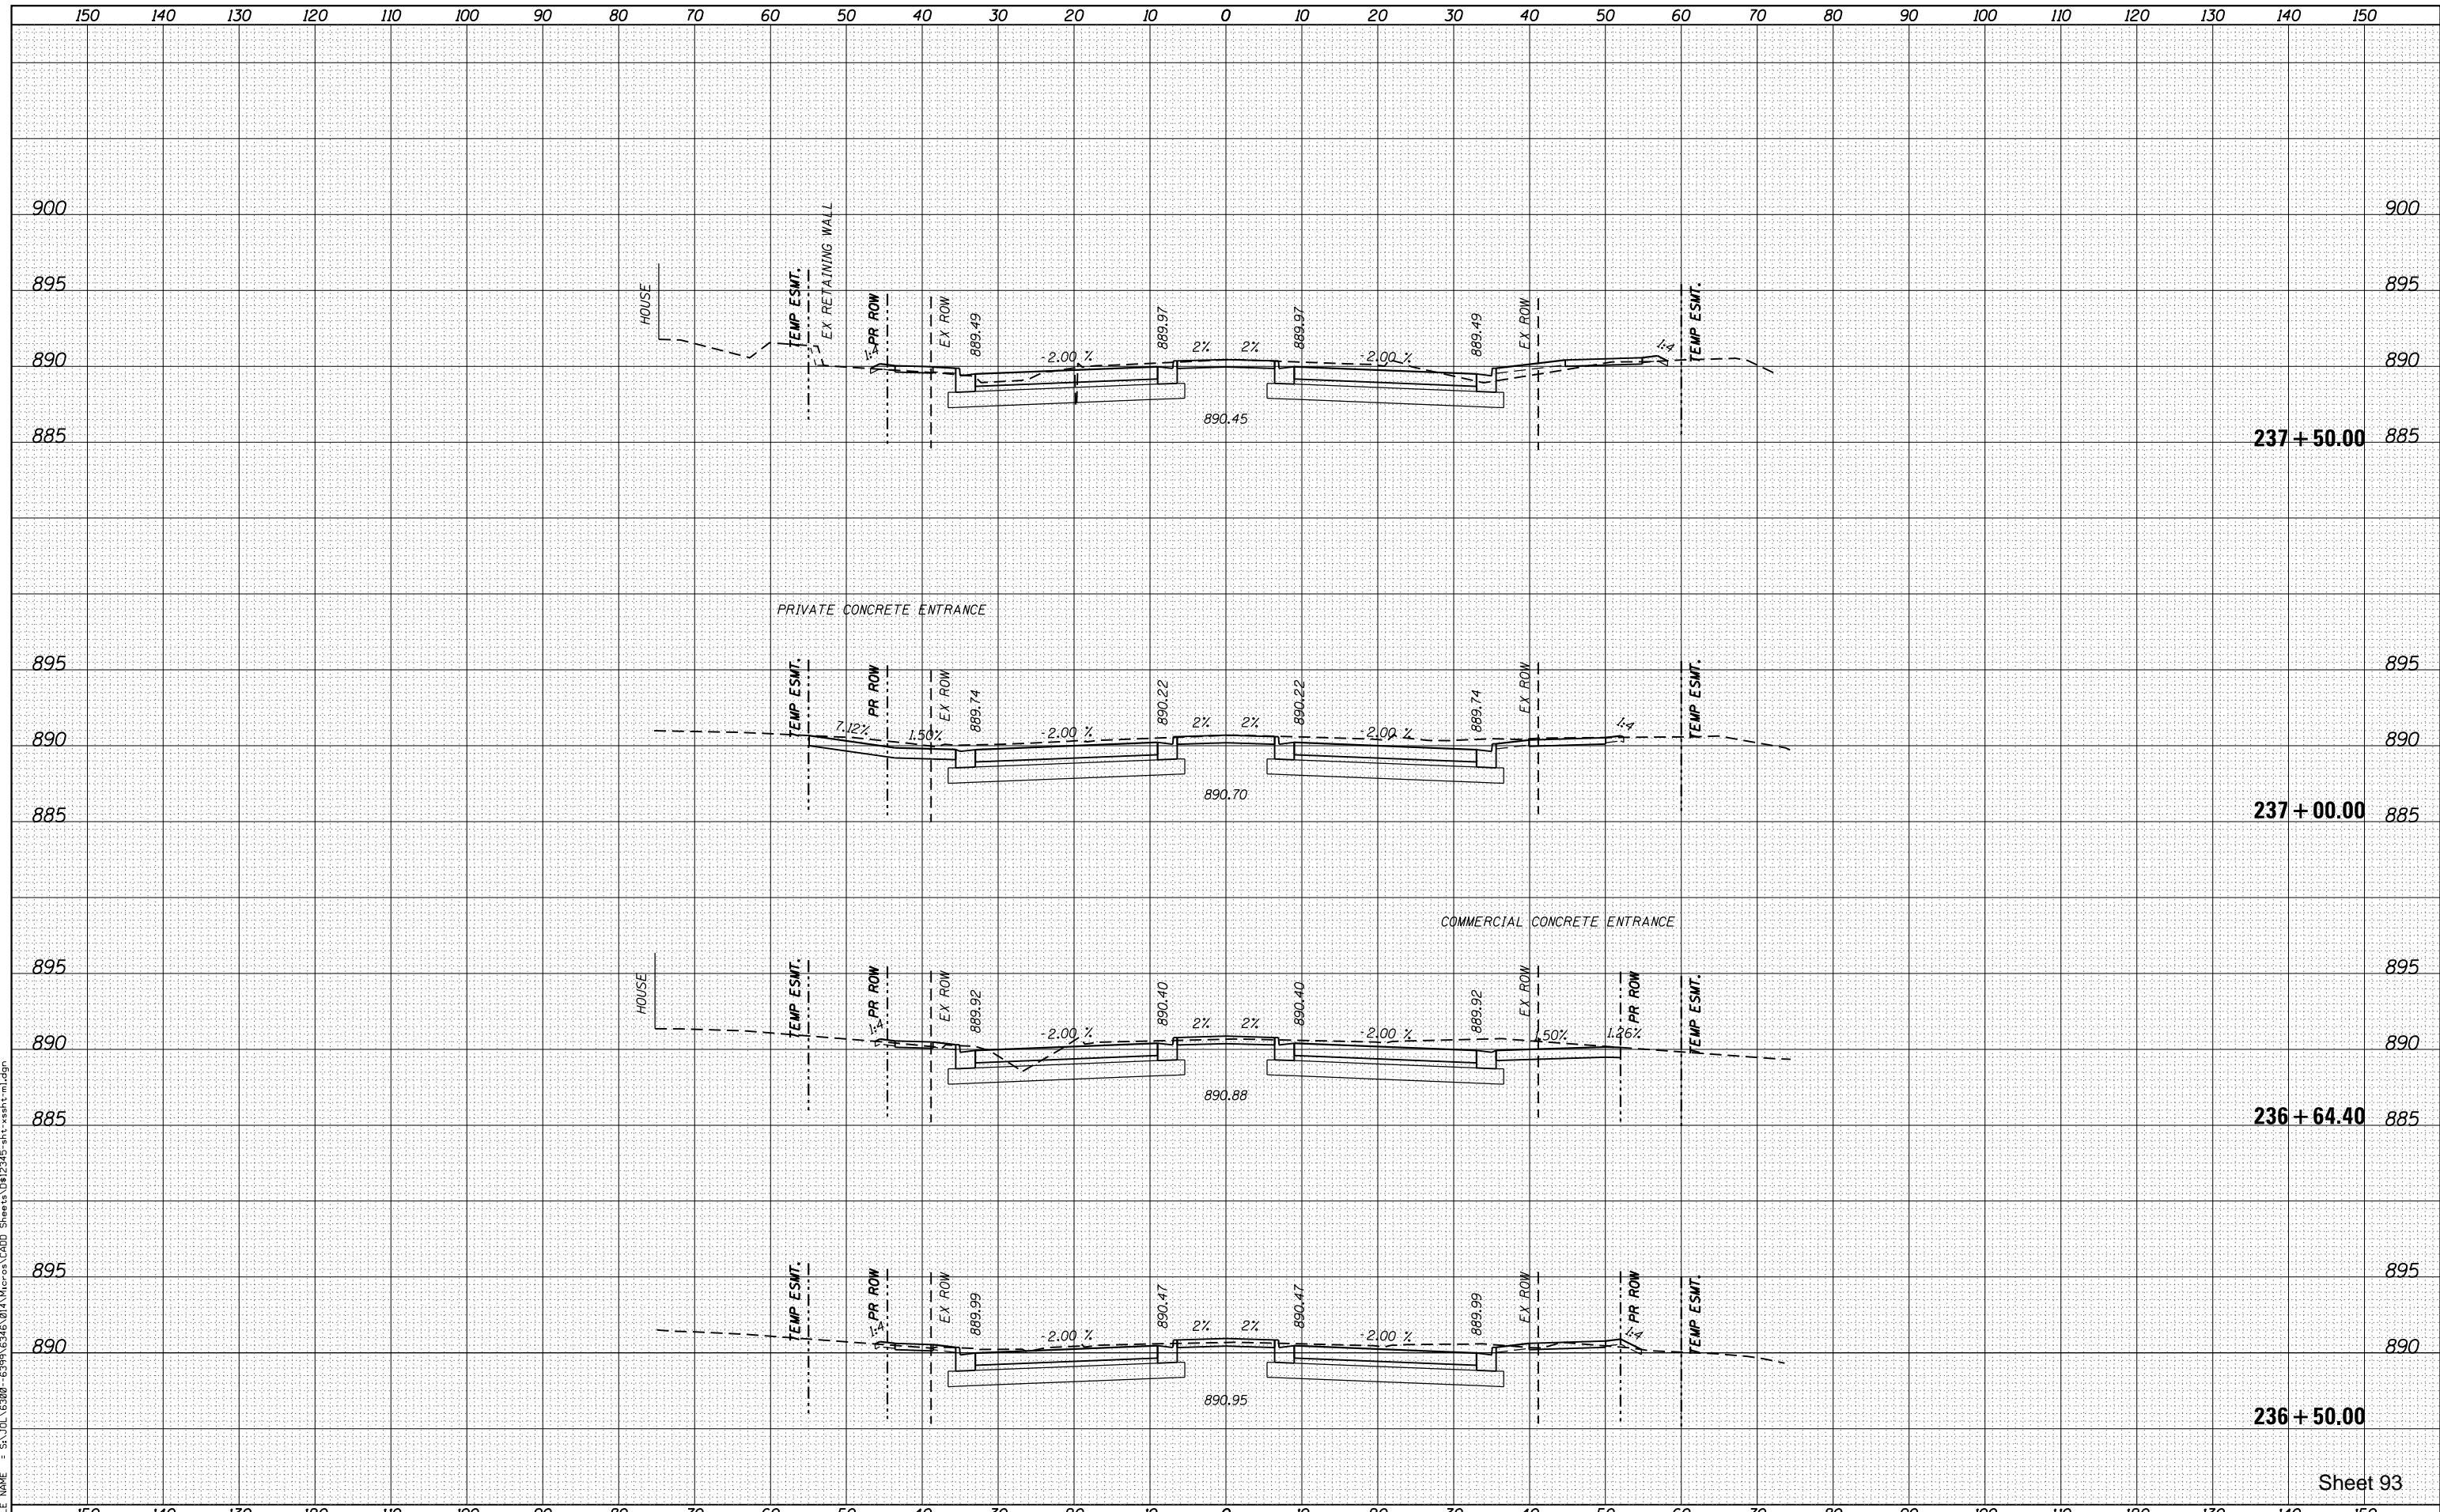 150 140 130 120 110 100 90 80 70 60 50 40 30 20 10 0 10 20 30 40 50 60 70 80 90 100 110 120 130 140 150
900 900
HOUSE TEMP ESMT. EX RETAINING WALL PR ROW EX ROW 889.49 889.97 889.97 889.49 EX ROW TEMP ESMT.
895 895
1:4 -2.00 % 2% 2% -2.00 % 1:4
890 890
890.45
885 237+50.00 885
PRIVATE CONCRETE ENTRANCE
895 895
TEMP ESMT. PR ROW EX ROW 889.74 890.22 890.22 889.74 EX ROW TEMP ESMT.
7.12% 1.50% -2.00 % 2% 2% -2.00 % 1:4
890 890
890.70
885 237+00.00 885
COMMERCIAL CONCRETE ENTRANCE
895 895
HOUSE TEMP ESMT. PR ROW EX ROW 889.92 890.40 890.40 889.92 EX ROW PR ROW TEMP ESMT.
1:4 -2.00 % 2% 2% -2.00 % 1.50% 1.26%
890 890
890.88
885 236+64.40 885
895 895
TEMP ESMT. PR ROW EX ROW 889.99 890.47 890.47 889.99 EX ROW PR ROW TEMP ESMT.
1:4 -2.00 % 2% 2% -2.00 % 1:4
890 890
890.95
236+50.00
Sheet 93